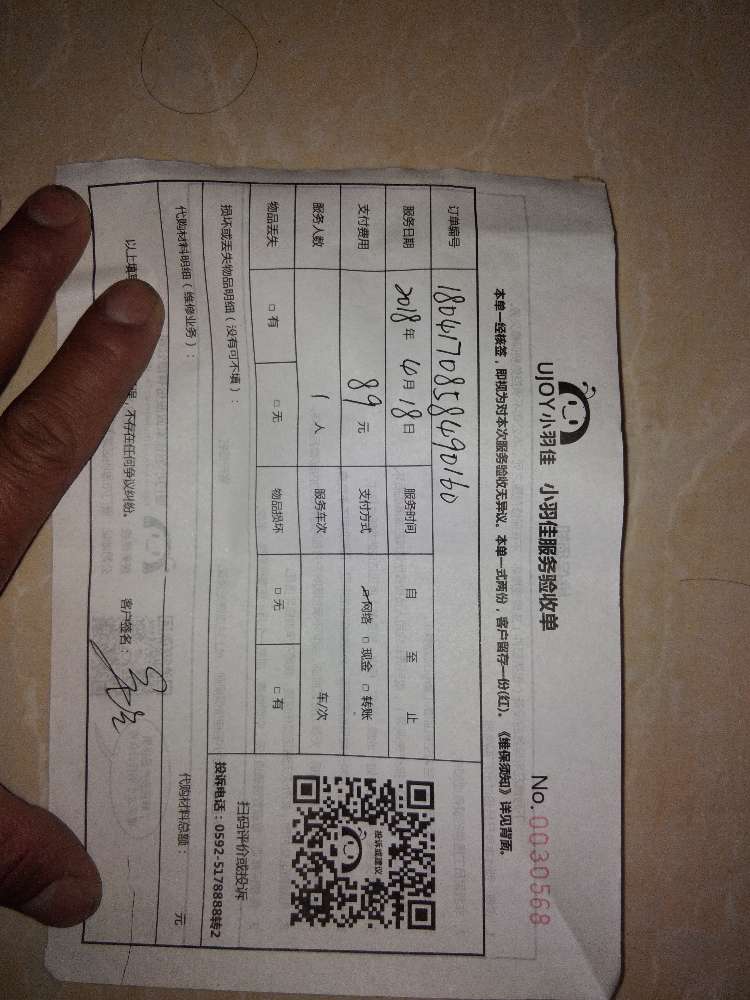 UJOY小羽佳 小羽佳服务验收单 No.0030568
本单一经核签，即视为对本次服务验收无异议。本单一式两份，客户留存一份(红)。《维保须知》详见背面。
订单编号 1804170858490160
服务日期 2018年 4月 18日 服务时间 自 至 止
支付费用 89 元 支付方式 ☑网络 □现金 □转账
服务人数 1 人 服务车次 车/次
物品丢失 □有 □无 物品损坏 □无 □有
投诉或建议
扫码评价或投诉
投诉电话：0592-5178888转2
损坏或丢失物品明细（没有可不填）：
代购材料明细（维修业务）： 代购材料总额： 元
以上填 ，不存在任何争议纠纷。 客户签名：